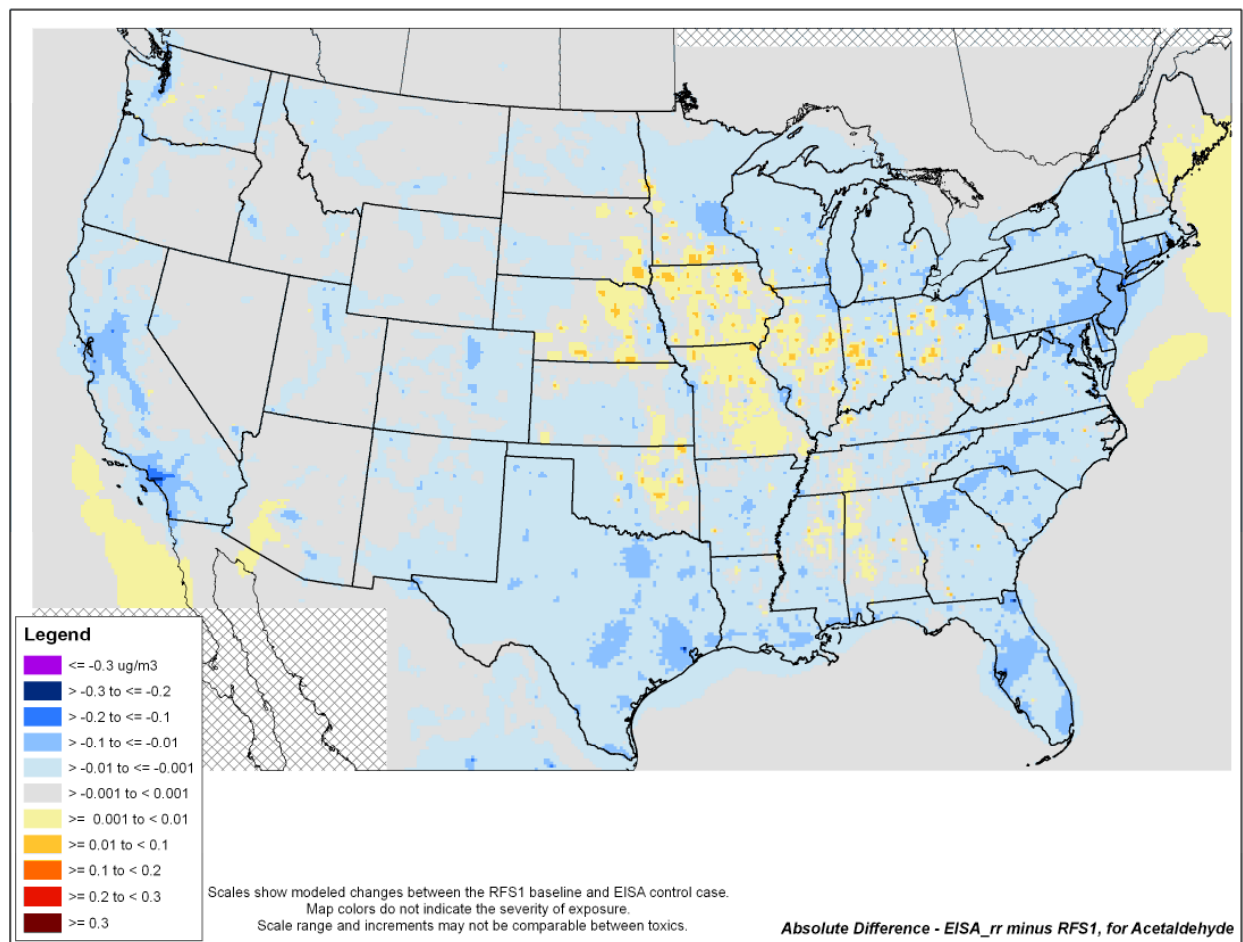 Legend
<= -0.3 ug/m3
> -0.3 to <= -0.2
> -0.2 to <= -0.1
> -0.1 to <= -0.01
> -0.01 to <= -0.001
> -0.001 to < 0.001
>= 0.001 to < 0.01
>= 0.01 to < 0.1
>= 0.1 to < 0.2
>= 0.2 to < 0.3
>= 0.3
Scales show modeled changes between the RFS1 baseline and EISA control case.
Map colors do not indicate the severity of exposure.
Scale range and increments may not be comparable between toxics.
Absolute Difference - EISA_rr minus RFS1, for Acetaldehyde